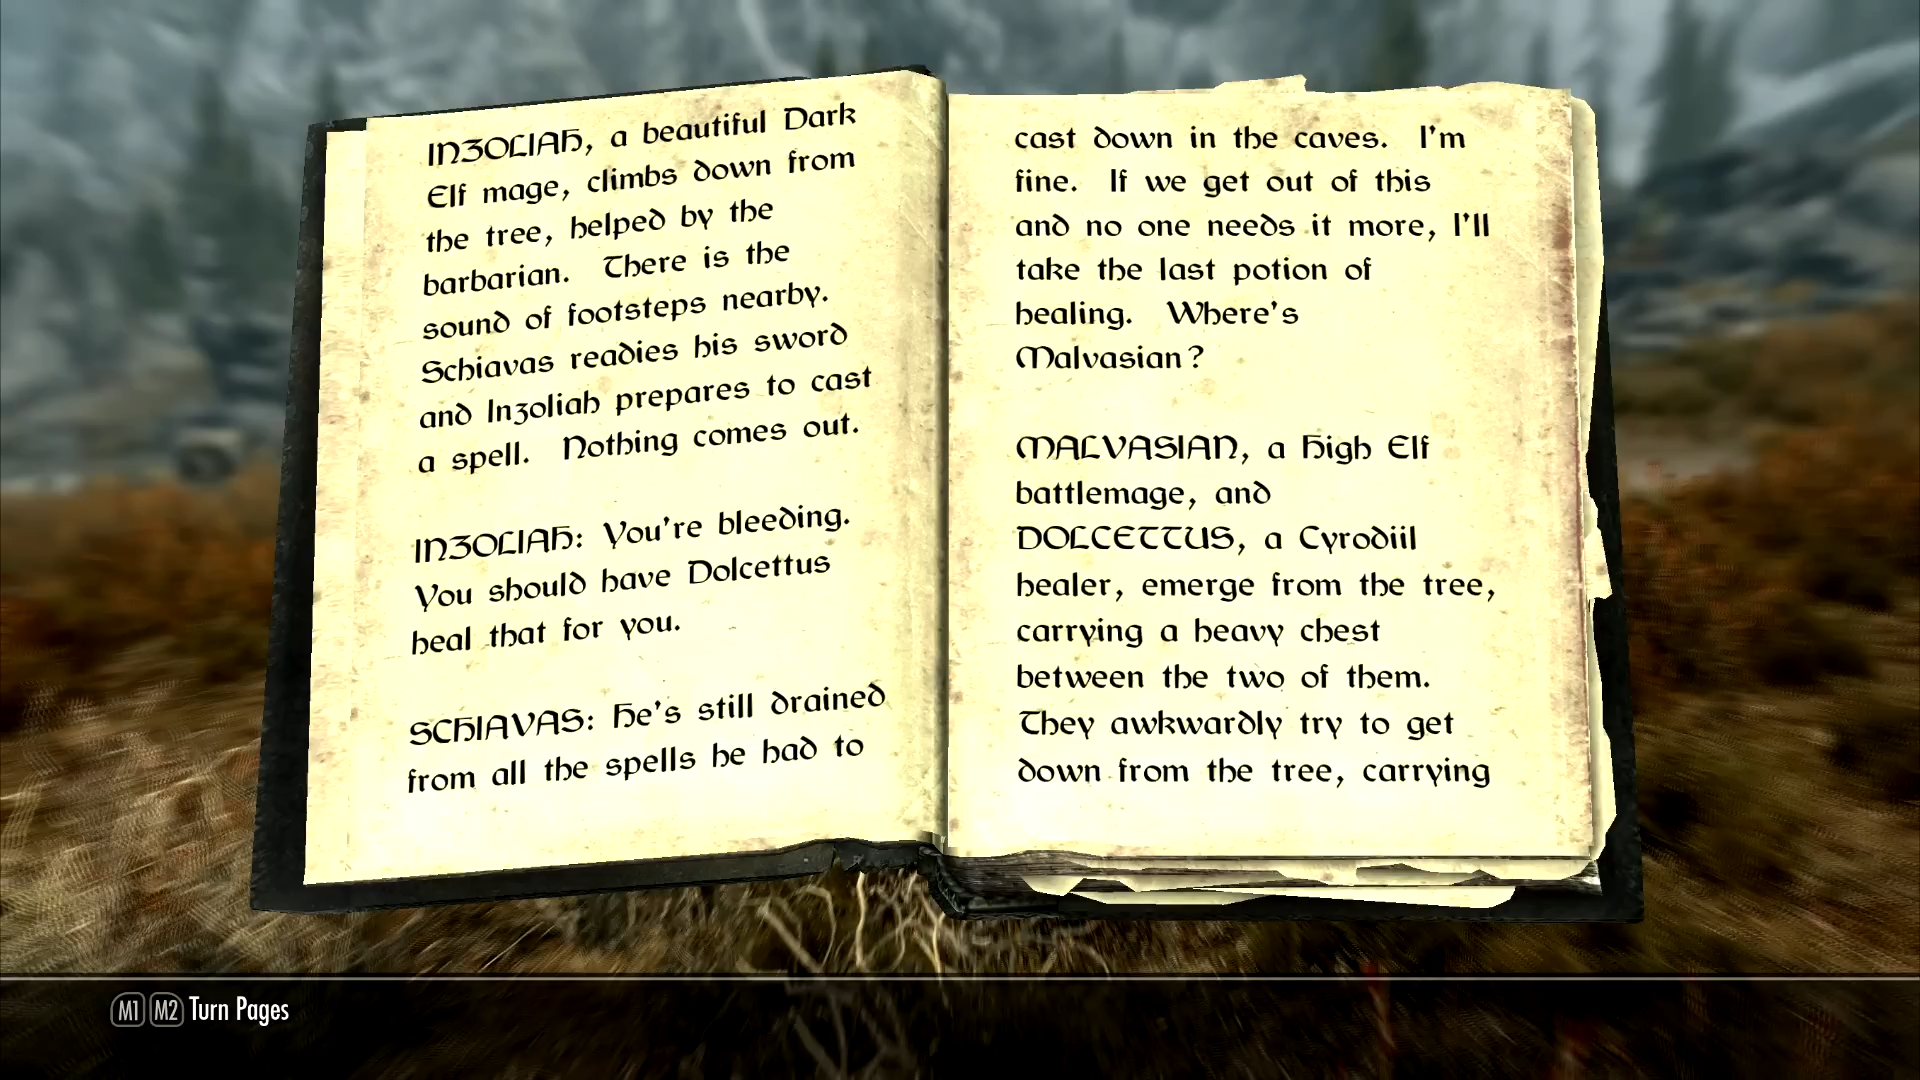 INZOLIAH, a beautiful Dark
Elf mage, climbs down from
the tree, helped by the
barbarian.  There is the
sound of footsteps nearby.
Schiavas readies his sword
and Inzoliah prepares to cast
a spell.  Nothing comes out.

INZOLIAH: You're bleeding.
You should have Dolcettus
heal that for you.

SCHIAVAS: He's still drained
from all the spells he had to
cast down in the caves.  I'm
fine.  If we get out of this
and no one needs it more, I'll
take the last potion of
healing.  Where's
Malvasian?

MALVASIAN, a High Elf
battlemage, and
DOLCETTUS, a Cyrodiil
healer, emerge from the tree,
carrying a heavy chest
between the two of them.
They awkwardly try to get
down from the tree, carrying
M1 M2 Turn Pages